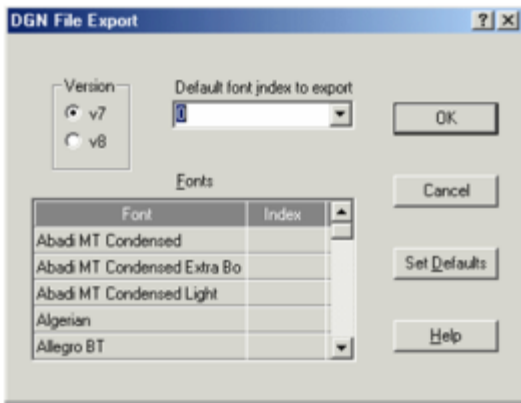 DGN File Export
Version
v7
v8
Default font index to export
0
OK
Cancel
Set Defaults
Help
Fonts
Font Index
Abadi MT Condensed
Abadi MT Condensed Extra Bo
Abadi MT Condensed Light
Algerian
Allegro BT